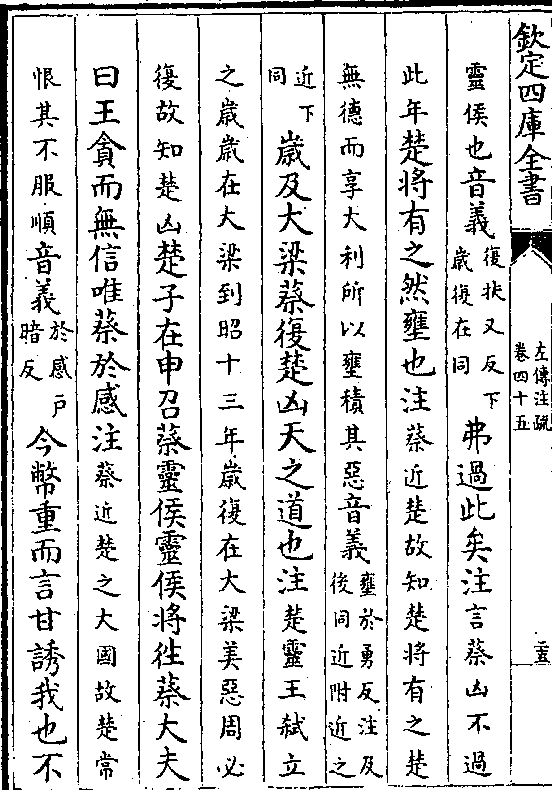 欽定四庫全書
左傳注疏
卷四十五
二五
靈侯也音義復扶又反下歲復在同弗過此矣注言蔡凶不過
此年楚將有之然壅也注蔡近楚故知楚將有之楚
無德而享大利所以壅積其惡音義壅於勇反注及後同近附近之
近下同歲及大梁蔡復楚凶天之道也注楚靈王弑立
之歲歲在大梁到昭十三年歲復在大梁美惡周必
復故知楚凶楚子在申召蔡靈侯靈侯將徃蔡大夫
曰王貪而無信唯蔡於感注蔡近楚之大國故楚常
恨其不服順音義於感戸暗反今幣重而言甘誘我也不